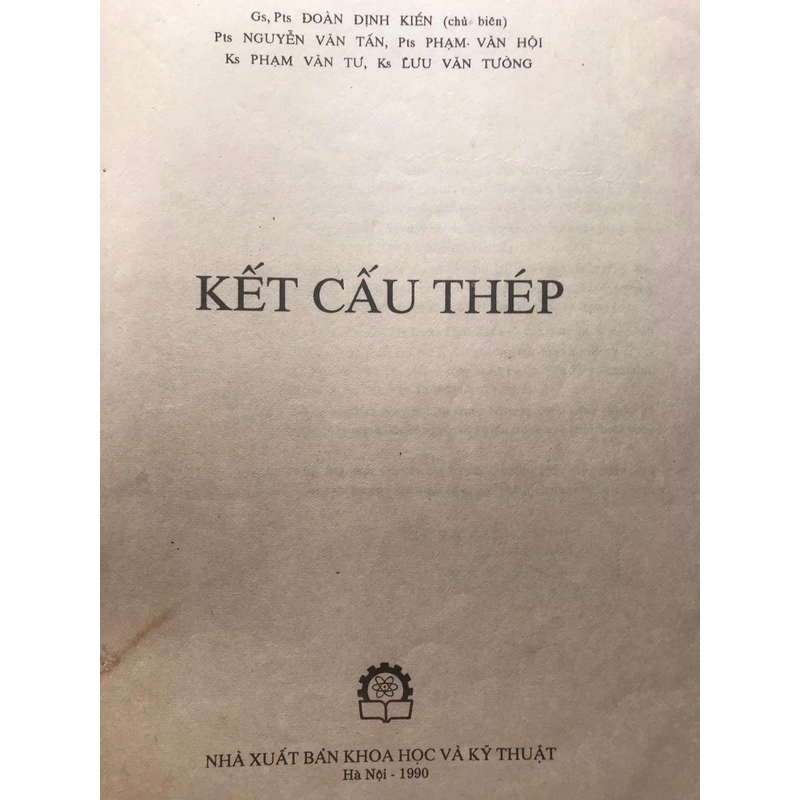 Gs, Pts ĐOÀN ĐỊNH KIẾN (chủ biên)
Pts NGUYỄN VĂN TẤN, Pts PHẠM VĂN HỘI
Ks PHẠM VĂN TƯ, Ks LƯU VĂN TƯỜNG
KẾT CẤU THÉP
NHÀ XUẤT BẢN KHOA HỌC VÀ KỸ THUẬT
Hà Nội - 1990